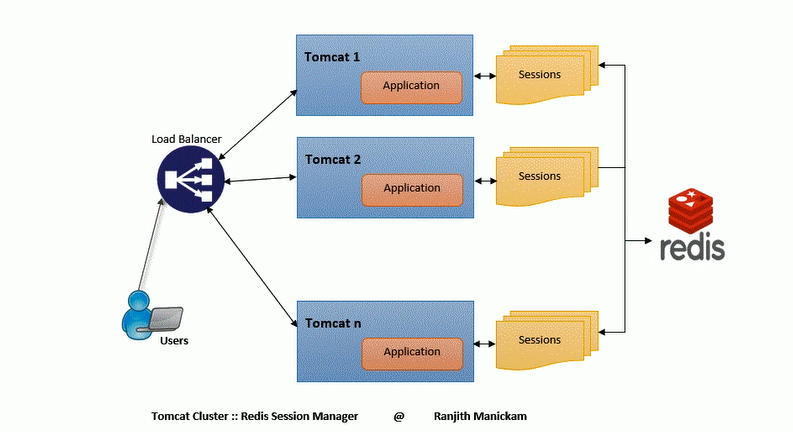 Tomcat 1
Application
Sessions
Load Balancer
Tomcat 2
Application
Sessions
redis
Users
Tomcat n
Application
Sessions
Tomcat Cluster :: Redis Session Manager @ Ranjith Manickam